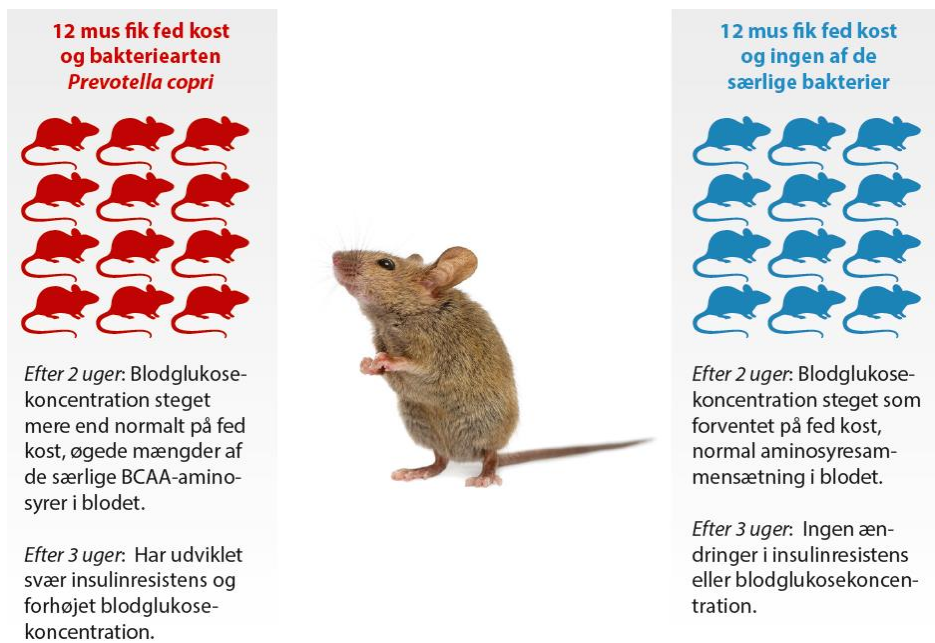 12 mus fik fed kost
og bakteriearten
Prevotella copri
Efter 2 uger: Blodglukose-
koncentration steget
mere end normalt på fed
kost, øgede mængder af
de særlige BCAA-amino-
syrer i blodet.
Efter 3 uger: Har udviklet
svær insulinresistens og
forhøjet blodglukose-
koncentration.
12 mus fik fed kost
og ingen af de
særlige bakterier
Efter 2 uger: Blodglukose-
koncentration steget som
forventet på fed kost,
normal aminosyresam-
mensætning i blodet.
Efter 3 uger: Ingen æn-
dringer i insulinresistens
eller blodglukosekoncen-
tration.